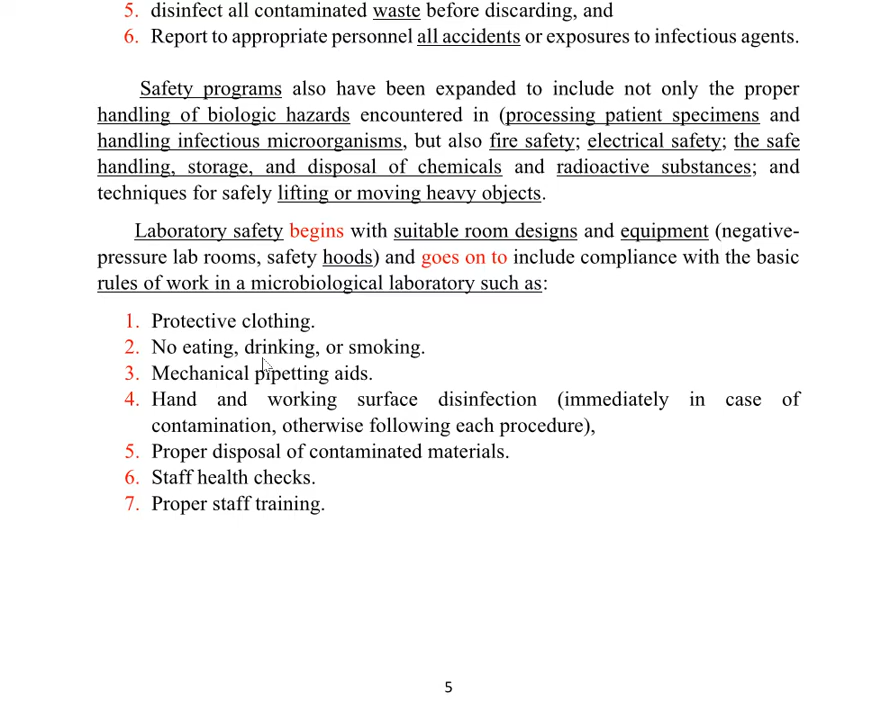 5. disinfect all contaminated waste before discarding, and
6. Report to appropriate personnel all accidents or exposures to infectious agents.
Safety programs also have been expanded to include not only the proper
handling of biologic hazards encountered in (processing patient specimens and
handling infectious microorganisms, but also fire safety; electrical safety; the safe
handling, storage, and disposal of chemicals and radioactive substances; and
techniques for safely lifting or moving heavy objects.
Laboratory safety begins with suitable room designs and equipment (negative-
pressure lab rooms, safety hoods) and goes on to include compliance with the basic
rules of work in a microbiological laboratory such as:
1. Protective clothing.
2. No eating, drinking, or smoking.
3. Mechanical pipetting aids.
4. Hand and working surface disinfection (immediately in case of
contamination, otherwise following each procedure),
5. Proper disposal of contaminated materials.
6. Staff health checks.
7. Proper staff training.
5